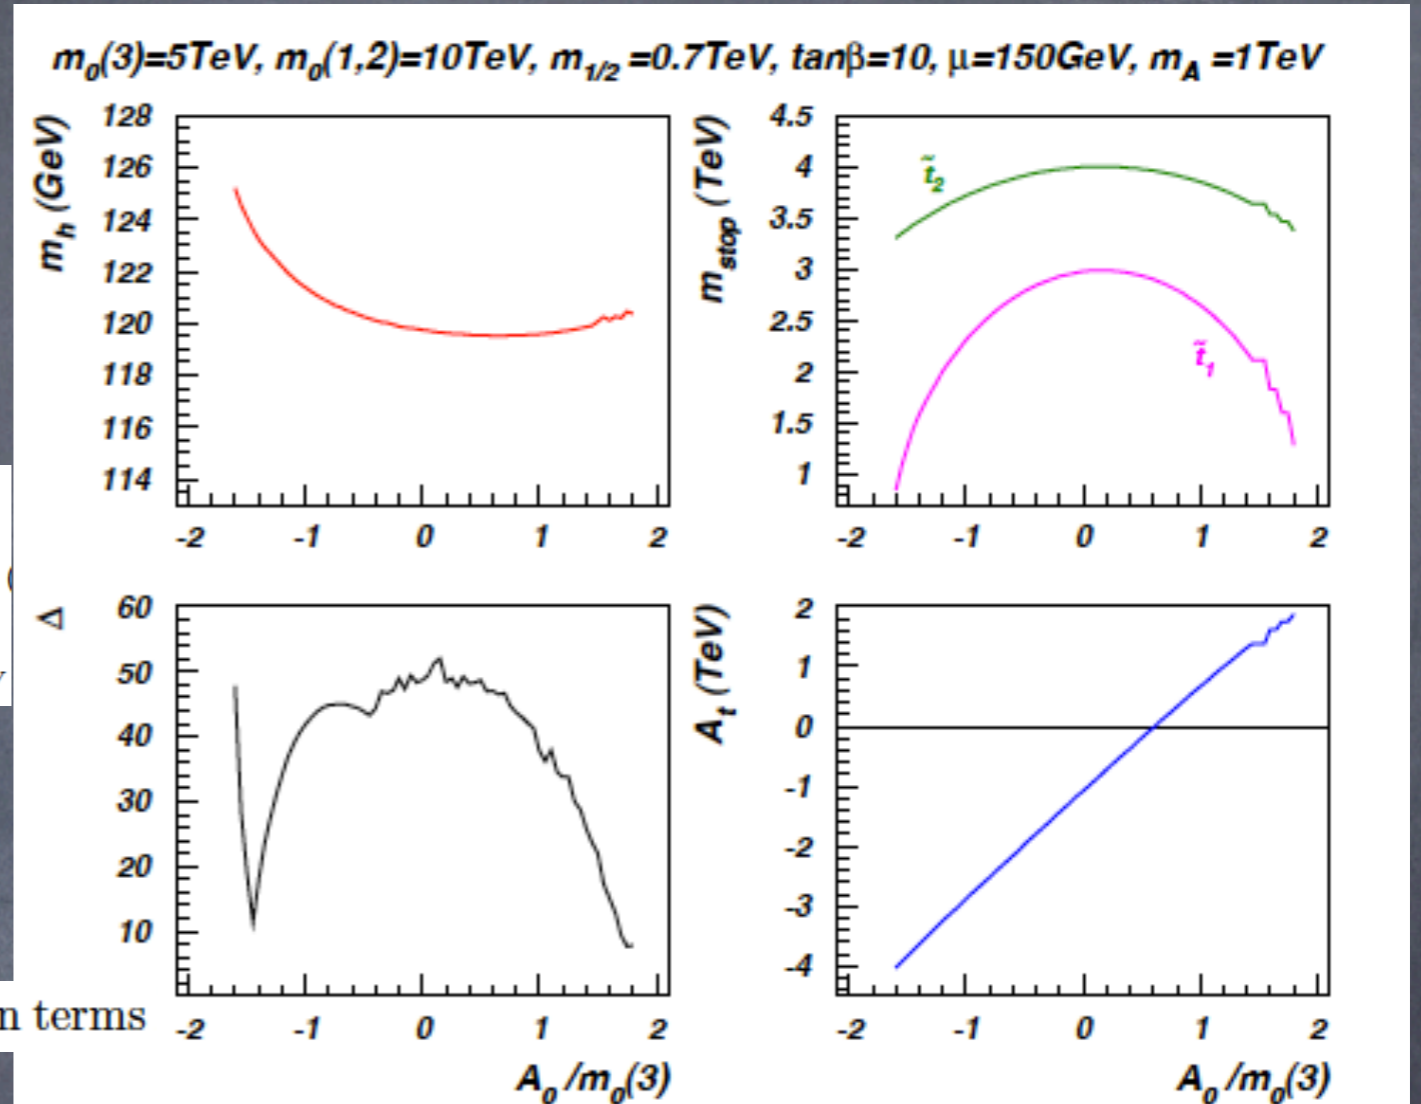 m₀(3)=5TeV, m₀(1,2)=10TeV, m₁/₂ =0.7TeV, tanβ=10, μ=150GeV, m_A =1TeV
m_h (GeV)
128
126
124
122
120
118
116
114
-2 -1 0 1 2
m_stop (TeV)
4.5
4
3.5
3
2.5
2
1.5
1
t̃₂
t̃₁
-2 -1 0 1 2
Δ
60
50
40
30
20
10
-2 -1 0 1 2
A₀ /m₀(3)
A_t (TeV)
2
1
0
-1
-2
-3
-4
-2 -1 0 1 2
A₀ /m₀(3)
n terms